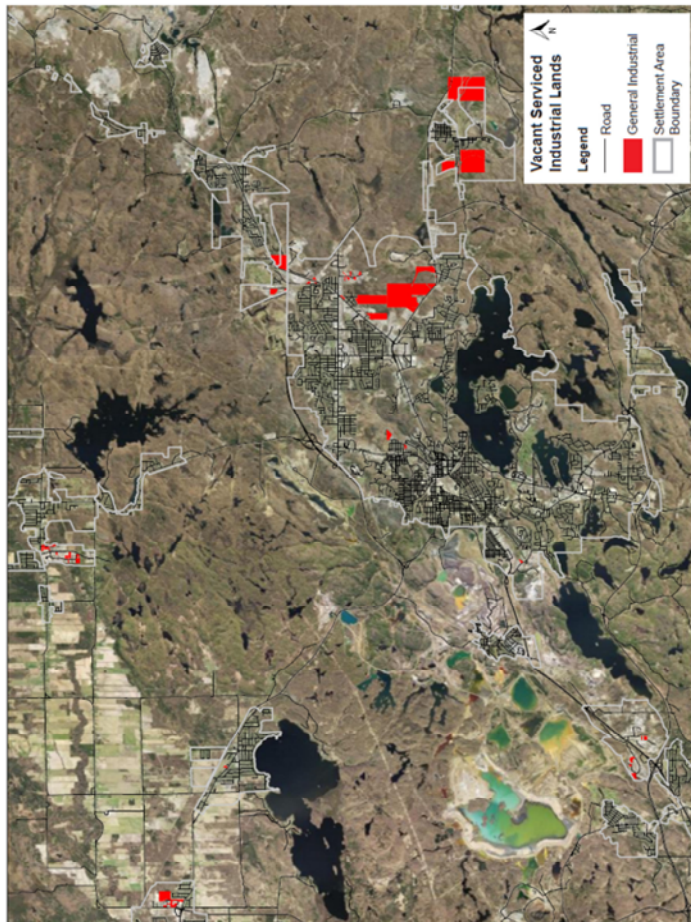 N
Vacant Serviced
Industrial Lands
Legend
Road
General Industrial
Settlement Area
Boundary